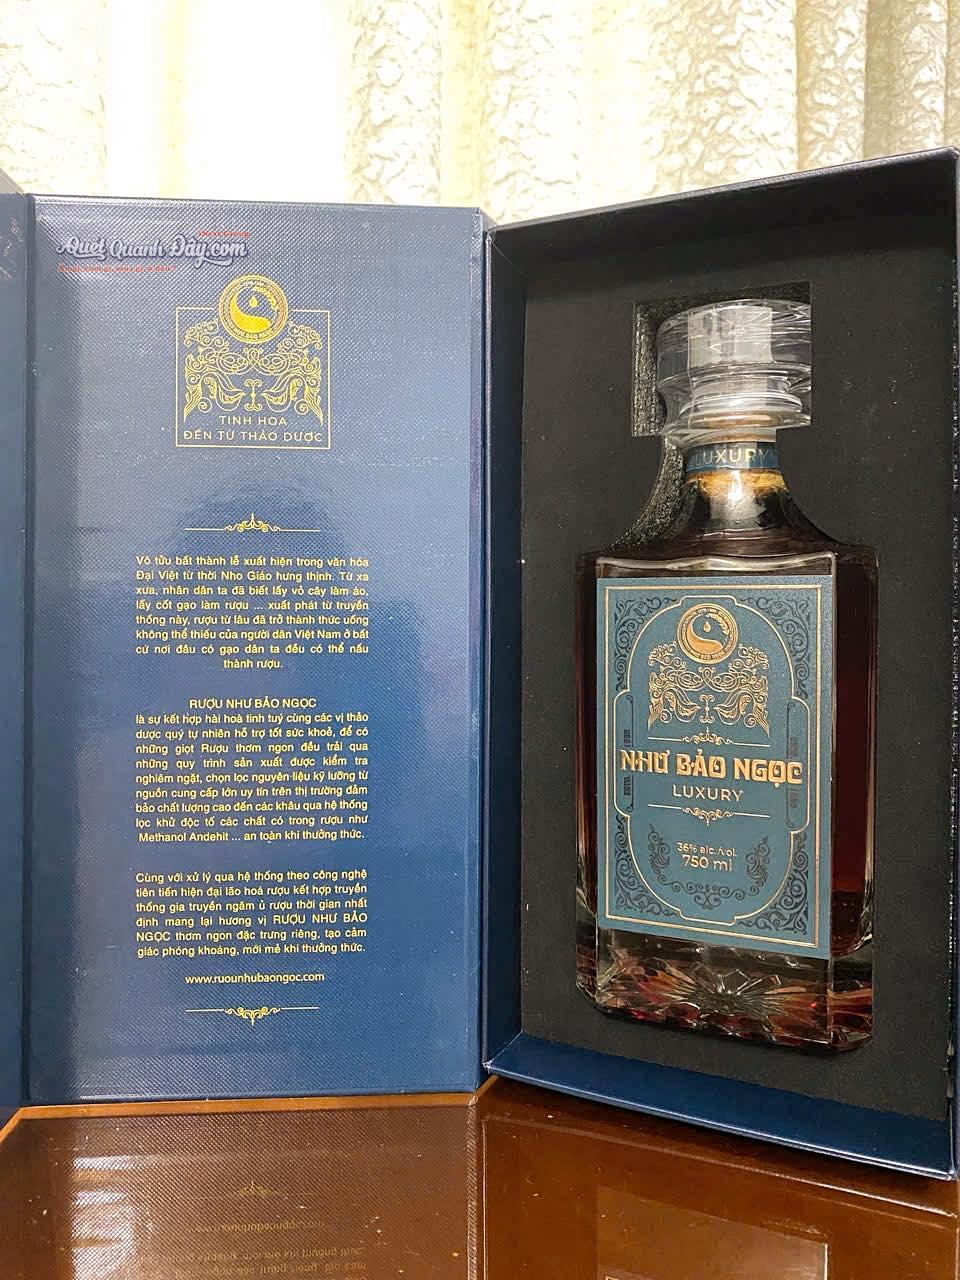 iNext Group
Quét Quanh Đây.com
Ăn gì, chơi gì, mua gì, ở đâu?
NHƯ BẢO NGỌC
TINH HOA
ĐẾN TỪ THẢO DƯỢC
Vô tửu bất thành lễ xuất hiện trong văn hóa
Đại Việt từ thời Nho Giáo hưng thịnh. Từ xa
xưa, nhân dân ta đã biết lấy vỏ cây làm áo,
lấy cốt gạo làm rượu ... xuất phát từ truyền
thống này, rượu từ lâu đã trở thành thức uống
không thể thiếu của người dân Việt Nam ở bất
cứ nơi đâu có gạo dân ta đều có thể nấu
thành rượu.
RƯỢU NHƯ BẢO NGỌC
là sự kết hợp hài hoà tinh tuý cùng các vị thảo
dược quý tự nhiên hỗ trợ tốt sức khoẻ, để có
những giọt Rượu thơm ngon đều trải qua
những quy trình sản xuất được kiểm tra
nghiêm ngặt, chọn lọc nguyên liệu kỹ lưỡng từ
nguồn cung cấp lớn uy tín trên thị trường đảm
bảo chất lượng cao đến các khâu qua hệ thống
lọc khử độc tố các chất có trong rượu như
Methanol Andehit ... an toàn khi thưởng thức.
Cùng với xử lý qua hệ thống theo công nghệ
tiên tiến hiện đại lão hoá rượu kết hợp truyền
thống gia truyền ngâm ủ rượu thời gian nhất
định mang lại hương vị RƯỢU NHƯ BẢO
NGỌC thơm ngon đặc trưng riêng, tạo cảm
giác phóng khoáng, mới mẻ khi thưởng thức.
www.ruounhubaongoc.com
LUXURY
NHƯ BẢO NGỌC
LUXURY
36% alc./vol.
750 ml